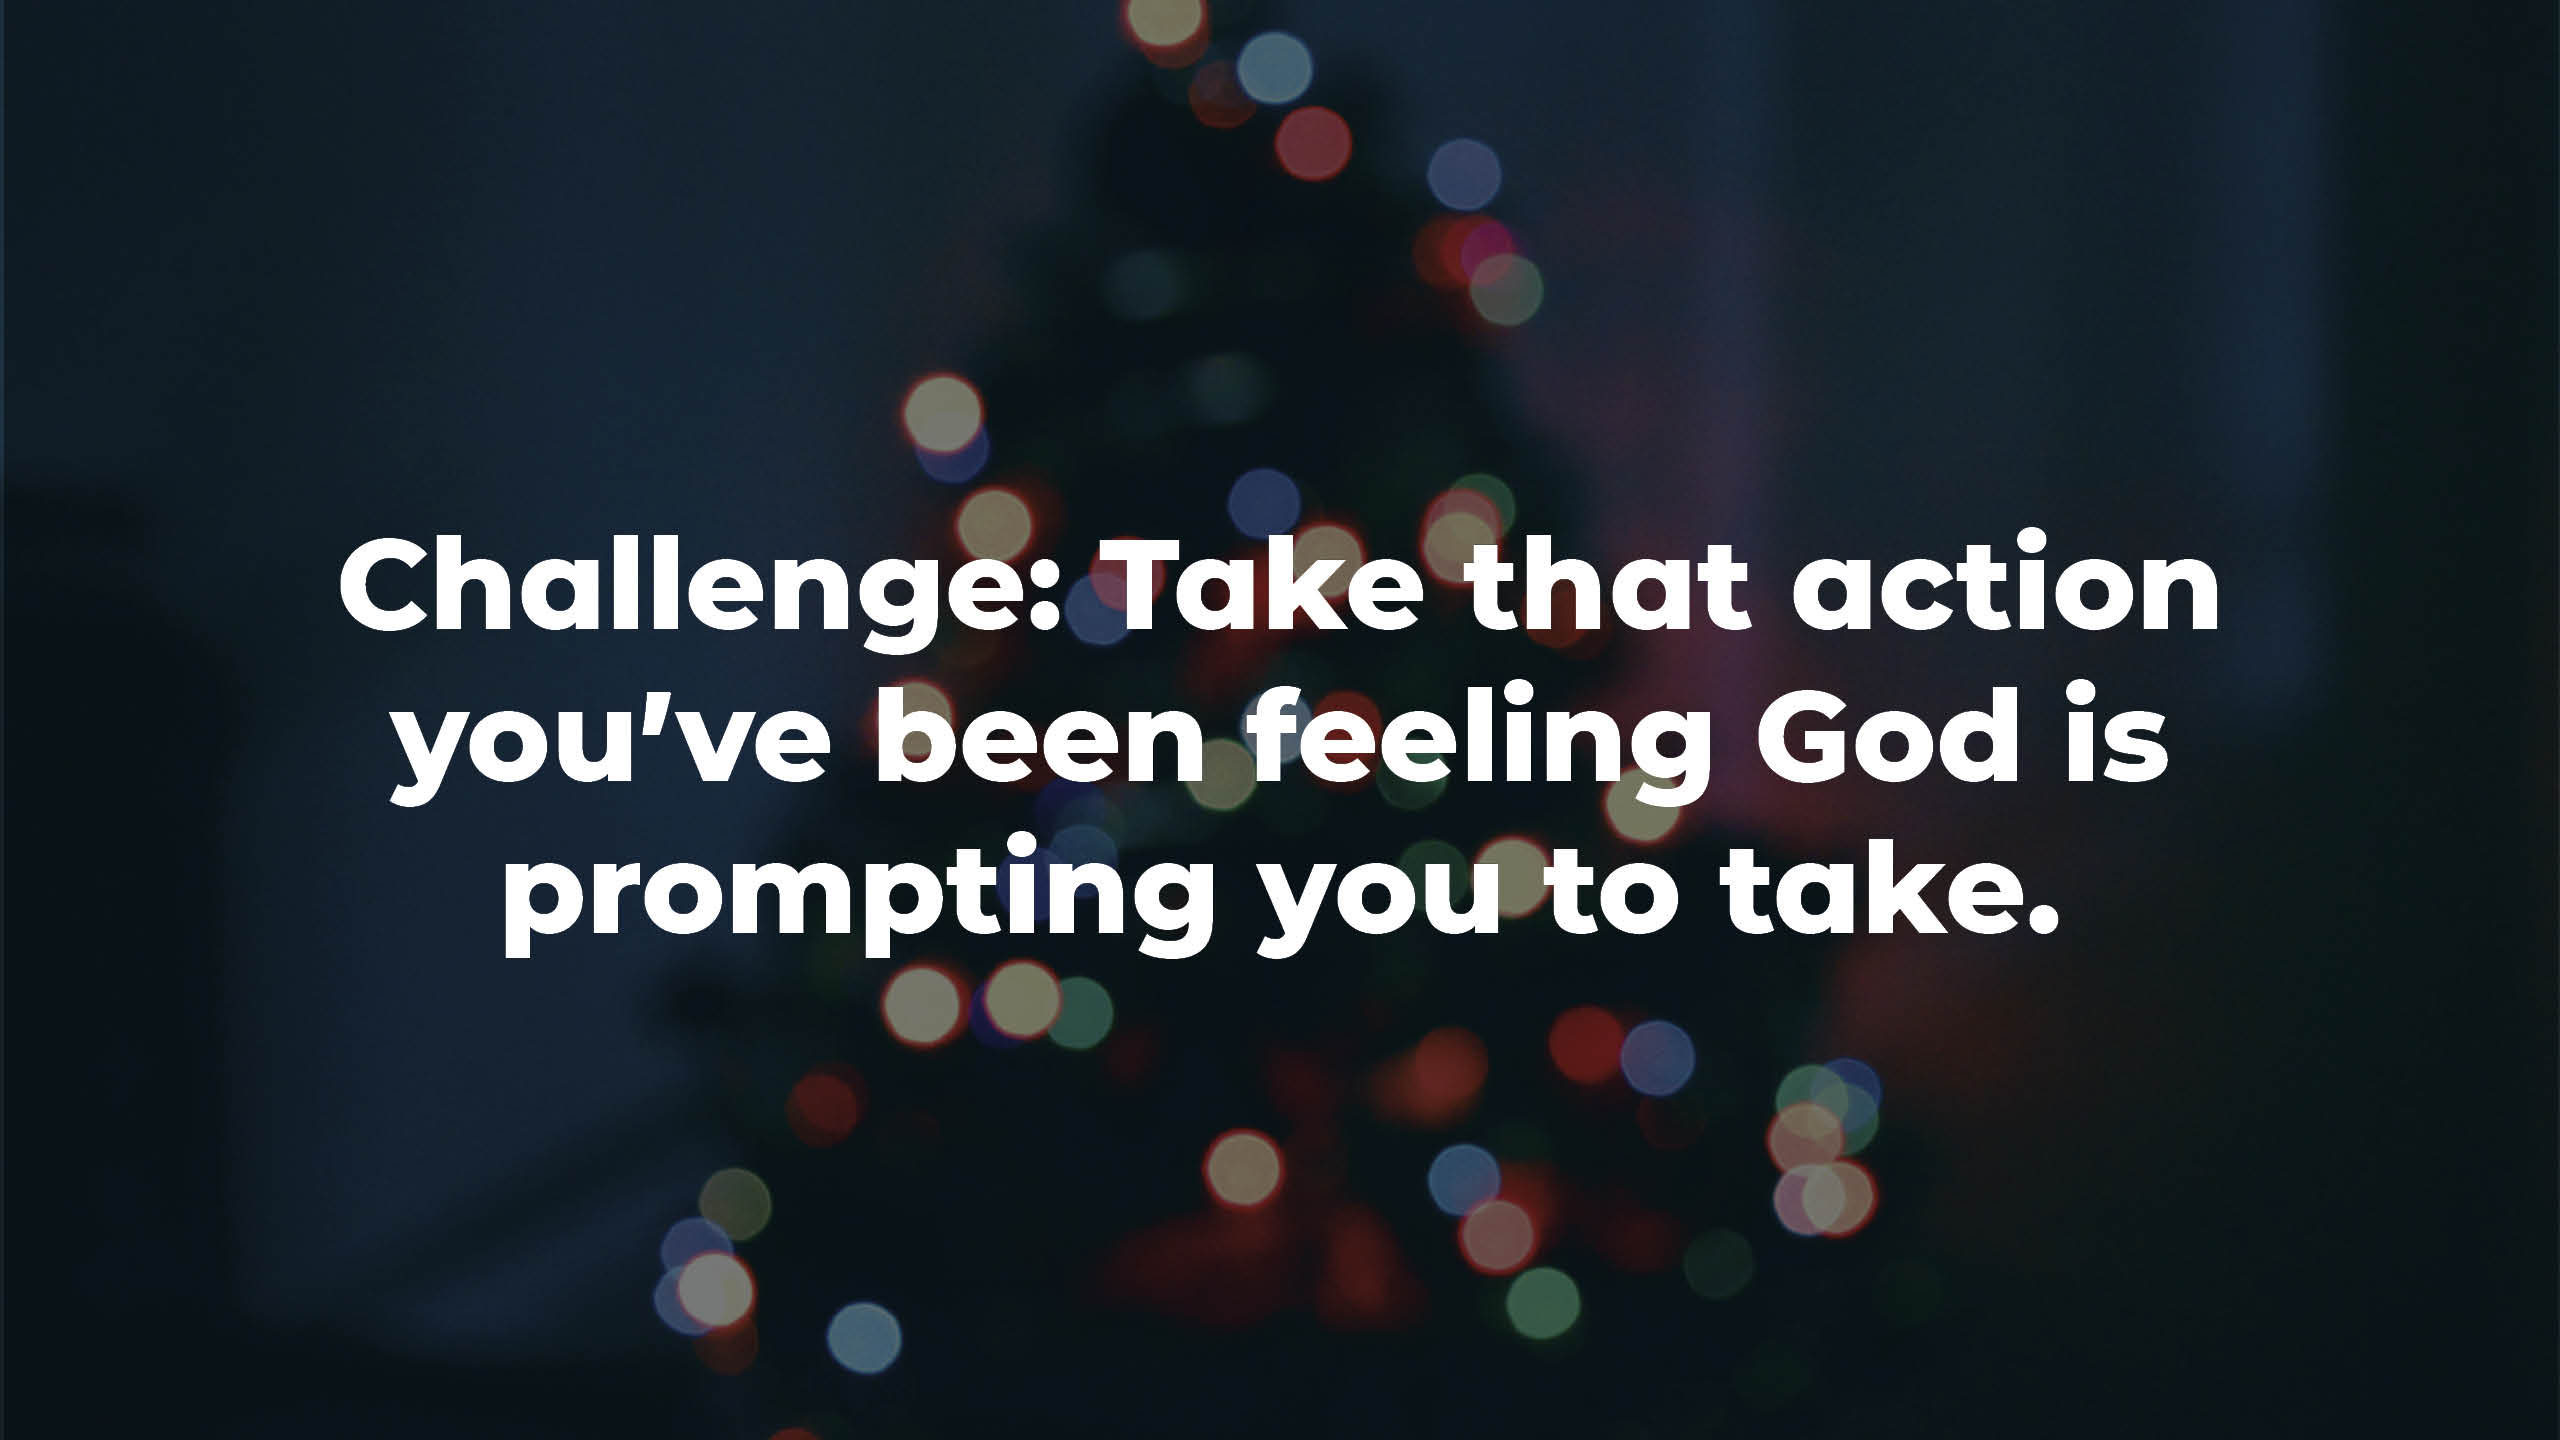 Challenge: Take that action
you've been feeling God is
prompting you to take.